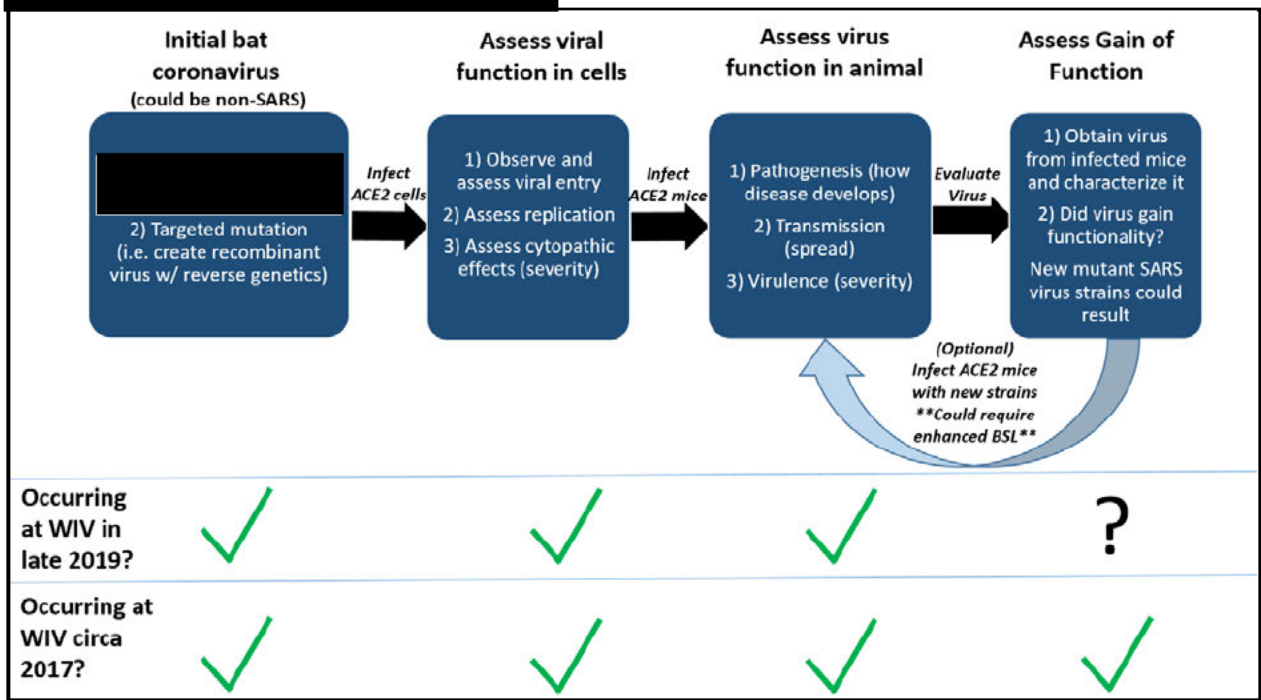 Initial bat
coronavirus
(could be non-SARS)
2) Targeted mutation
(i.e. create recombinant
virus w/ reverse genetics)
Infect
ACE2 cells
Assess viral
function in cells
1) Observe and
assess viral entry
2) Assess replication
3) Assess cytopathic
effects (severity)
Infect
ACE2 mice
Assess virus
function in animal
1) Pathogenesis (how
disease develops)
2) Transmission
(spread)
3) Virulence (severity)
Evaluate
Virus
Assess Gain of
Function
1) Obtain virus
from infected mice
and characterize it
2) Did virus gain
functionality?
New mutant SARS
virus strains could
result
(Optional)
Infect ACE2 mice
with new strains
**Could require
enhanced BSL**
Occurring
at WIV in
late 2019?
?
Occurring at
WIV circa
2017?